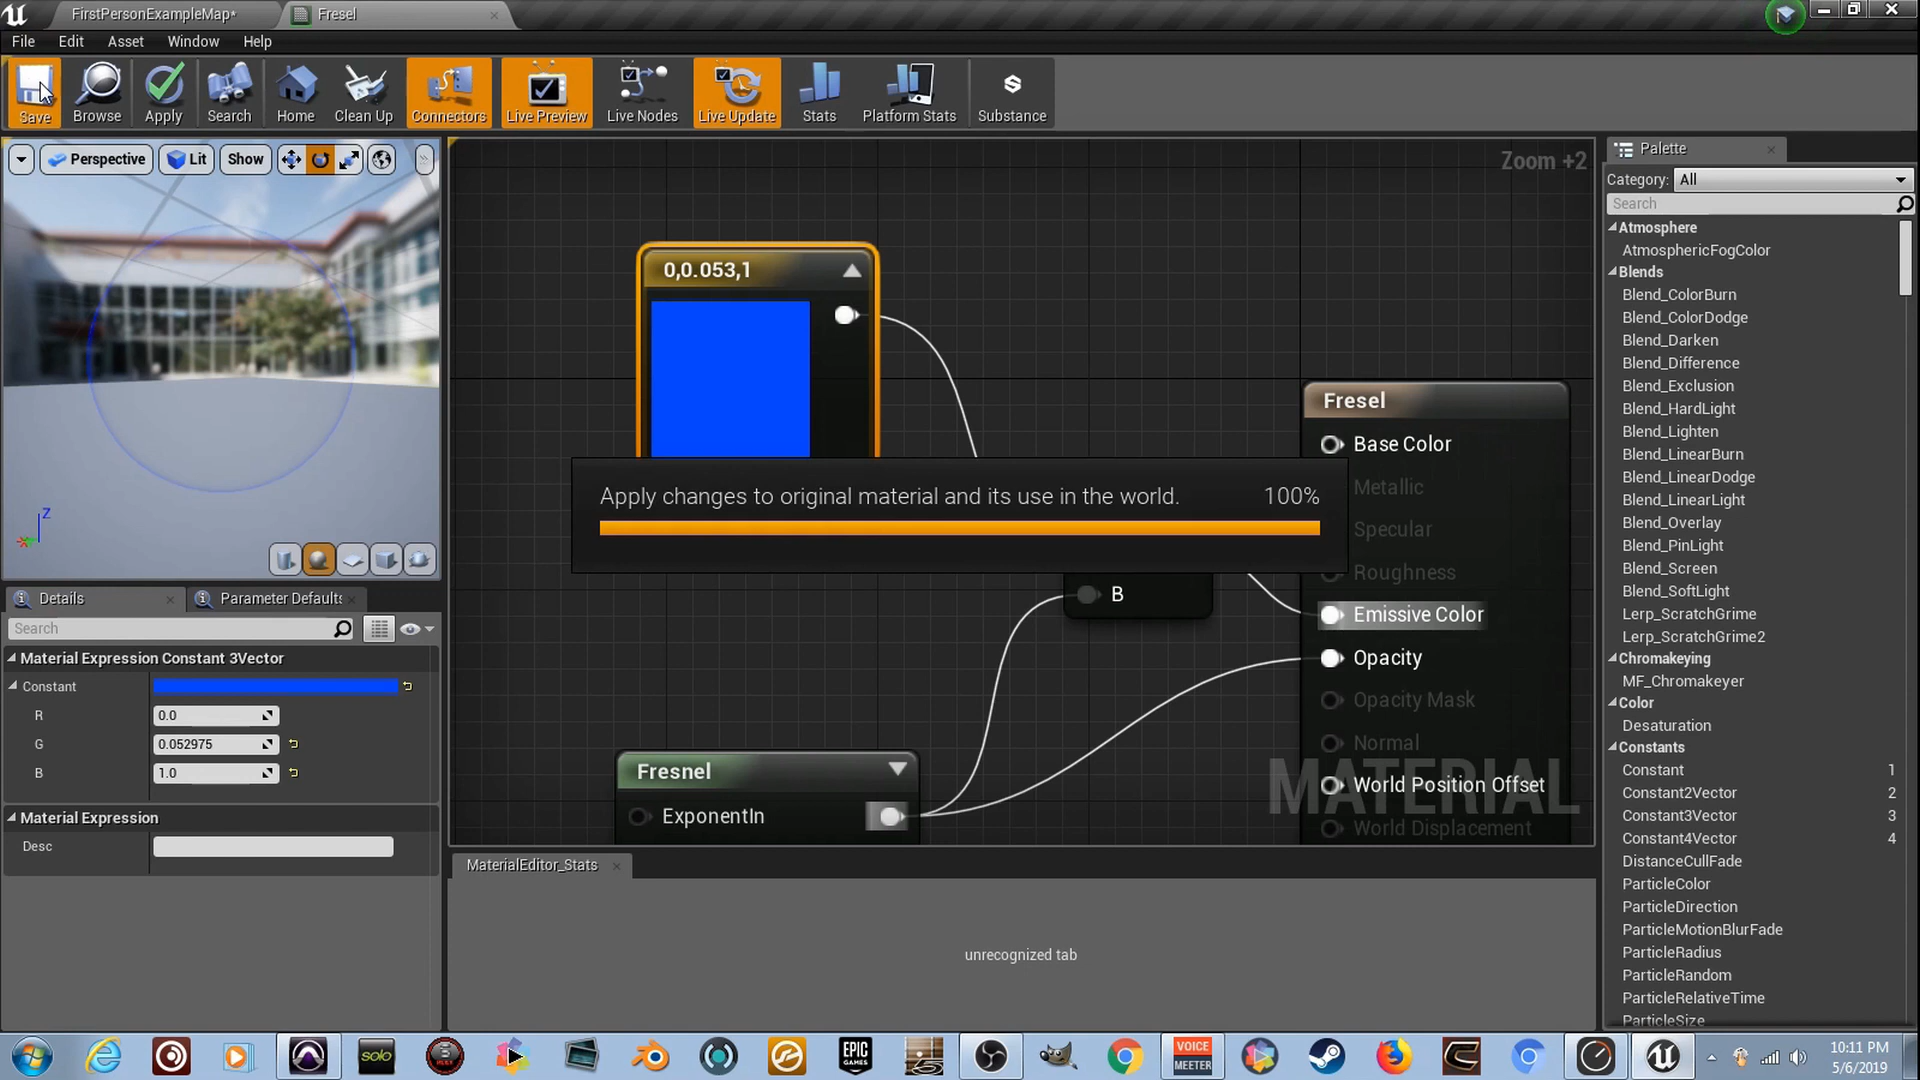 FirstPersonExampleMap*
Fresel
File Edit Asset Window Help
Save Browse Apply Search Home Clean Up Connectors Live Preview Live Nodes Live Update Stats Platform Stats Substance
Perspective Lit Show
Z
Zoom +2
0,0.053,1
Fresel
Base Color
Metallic
Specular
Roughness
Emissive Color
Opacity
Opacity Mask
Normal
World Position Offset
World Displacement
MATERIAL
Apply changes to original material and its use in the world. 100%
B
Fresnel
ExponentIn
Details
Parameter Defaults
Search
Material Expression Constant 3Vector
Constant
R 0.0
G 0.052975
B 1.0
Material Expression
Desc
MaterialEditor_Stats
unrecognized tab
Palette
Category: All
Search
Atmosphere
AtmosphericFogColor
Blends
Blend_ColorBurn
Blend_ColorDodge
Blend_Darken
Blend_Difference
Blend_Exclusion
Blend_HardLight
Blend_Lighten
Blend_LinearBurn
Blend_LinearDodge
Blend_LinearLight
Blend_Overlay
Blend_PinLight
Blend_Screen
Blend_SoftLight
Lerp_ScratchGrime
Lerp_ScratchGrime2
Chromakeying
MF_Chromakeyer
Color
Desaturation
Constants
Constant 1
Constant2Vector 2
Constant3Vector 3
Constant4Vector 4
DistanceCullFade
ParticleColor
ParticleDirection
ParticleMotionBlurFade
ParticleRadius
ParticleRandom
ParticleRelativeTime
ParticleSize
solo
EPIC
GAMES
VOICE
MEETER
10:11 PM
5/6/2019